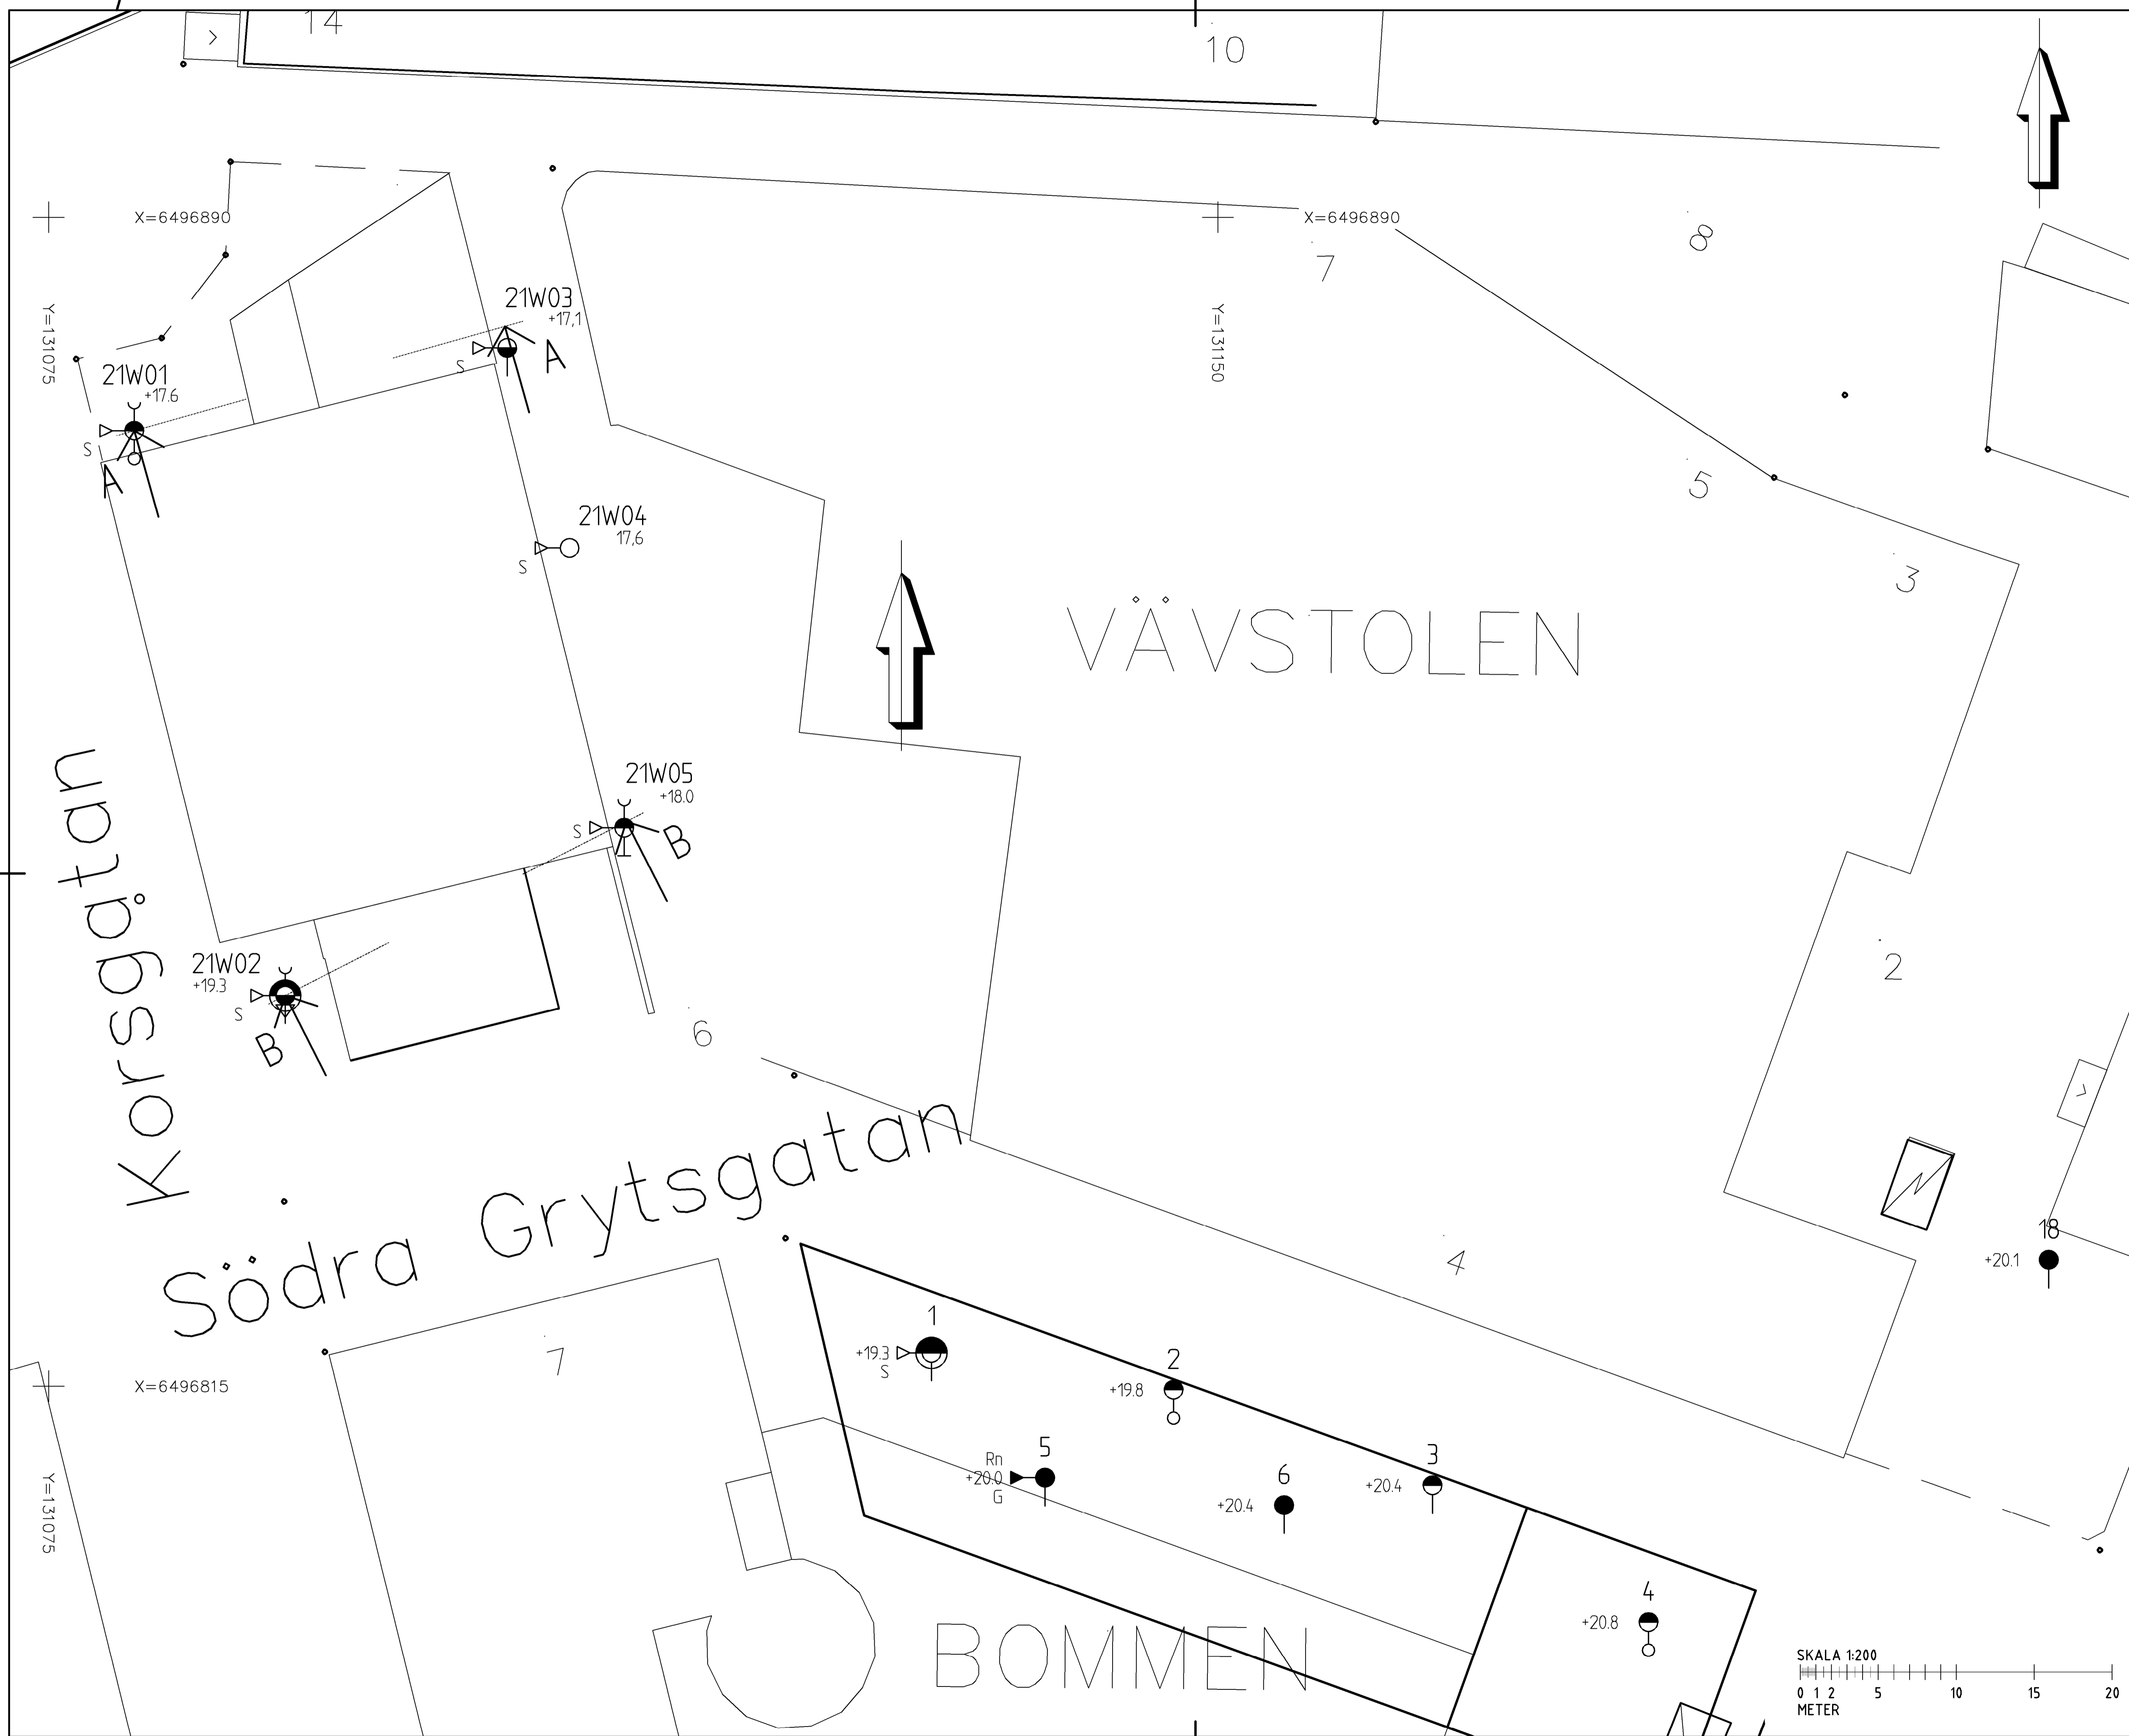 14
10
X=6496890
X=6496890
8
7
Y=131075
Y=131150
21W03
+17,1
S
A
21W01
+17.6
S
A
5
21W04
17,6
S
3
VÄVSTOLEN
21W05
+18.0
S
B
Korsgåtan
21W02
+19.3
S
B
2
6
Södra Grytsgatan
18
+20.1
4
1
+19.3
S
7
2
+19.8
X=6496815
Y=131075
Rn
5
+20.0
G
6
+20.4
3
+20.4
4
+20.8
BOMMEN
SKALA 1:200
0 1 2 5 10 15 20
METER